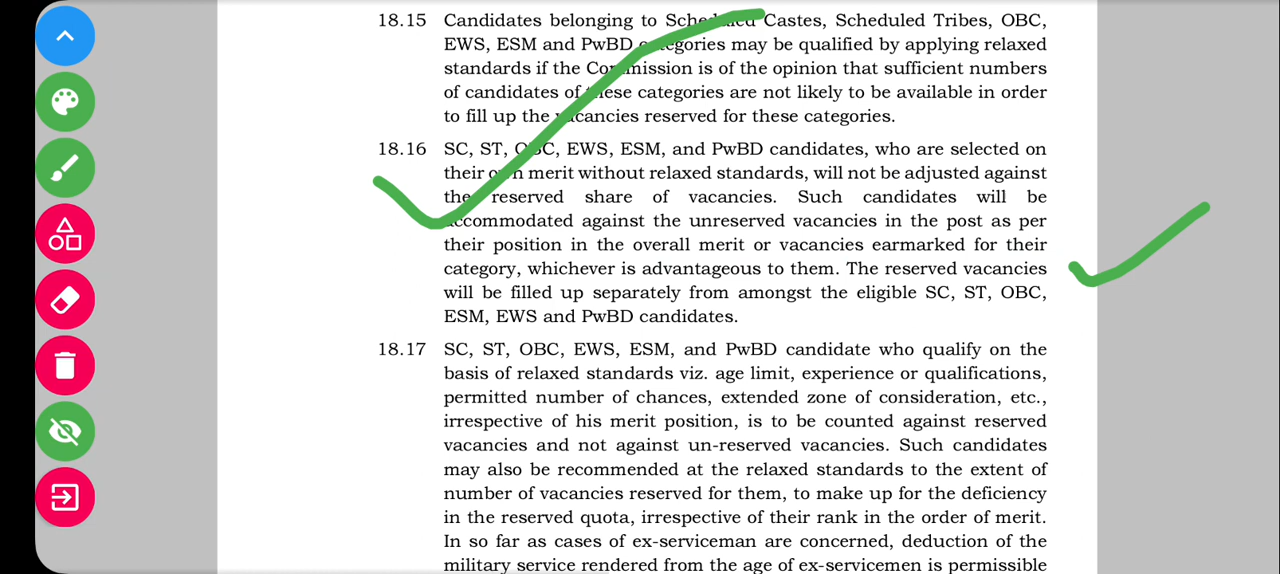 18.15 Candidates belonging to Scheduled Castes, Scheduled Tribes, OBC,
EWS, ESM and PwBD categories may be qualified by applying relaxed
standards if the Commission is of the opinion that sufficient numbers
of candidates of these categories are not likely to be available in order
to fill up the vacancies reserved for these categories.
18.16 SC, ST, OBC, EWS, ESM, and PwBD candidates, who are selected on
their own merit without relaxed standards, will not be adjusted against
the reserved share of vacancies. Such candidates will be
accommodated against the unreserved vacancies in the post as per
their position in the overall merit or vacancies earmarked for their
category, whichever is advantageous to them. The reserved vacancies
will be filled up separately from amongst the eligible SC, ST, OBC,
ESM, EWS and PwBD candidates.
18.17 SC, ST, OBC, EWS, ESM, and PwBD candidate who qualify on the
basis of relaxed standards viz. age limit, experience or qualifications,
permitted number of chances, extended zone of consideration, etc.,
irrespective of his merit position, is to be counted against reserved
vacancies and not against un-reserved vacancies. Such candidates
may also be recommended at the relaxed standards to the extent of
number of vacancies reserved for them, to make up for the deficiency
in the reserved quota, irrespective of their rank in the order of merit.
In so far as cases of ex-serviceman are concerned, deduction of the
military service rendered from the age of ex-servicemen is permissible